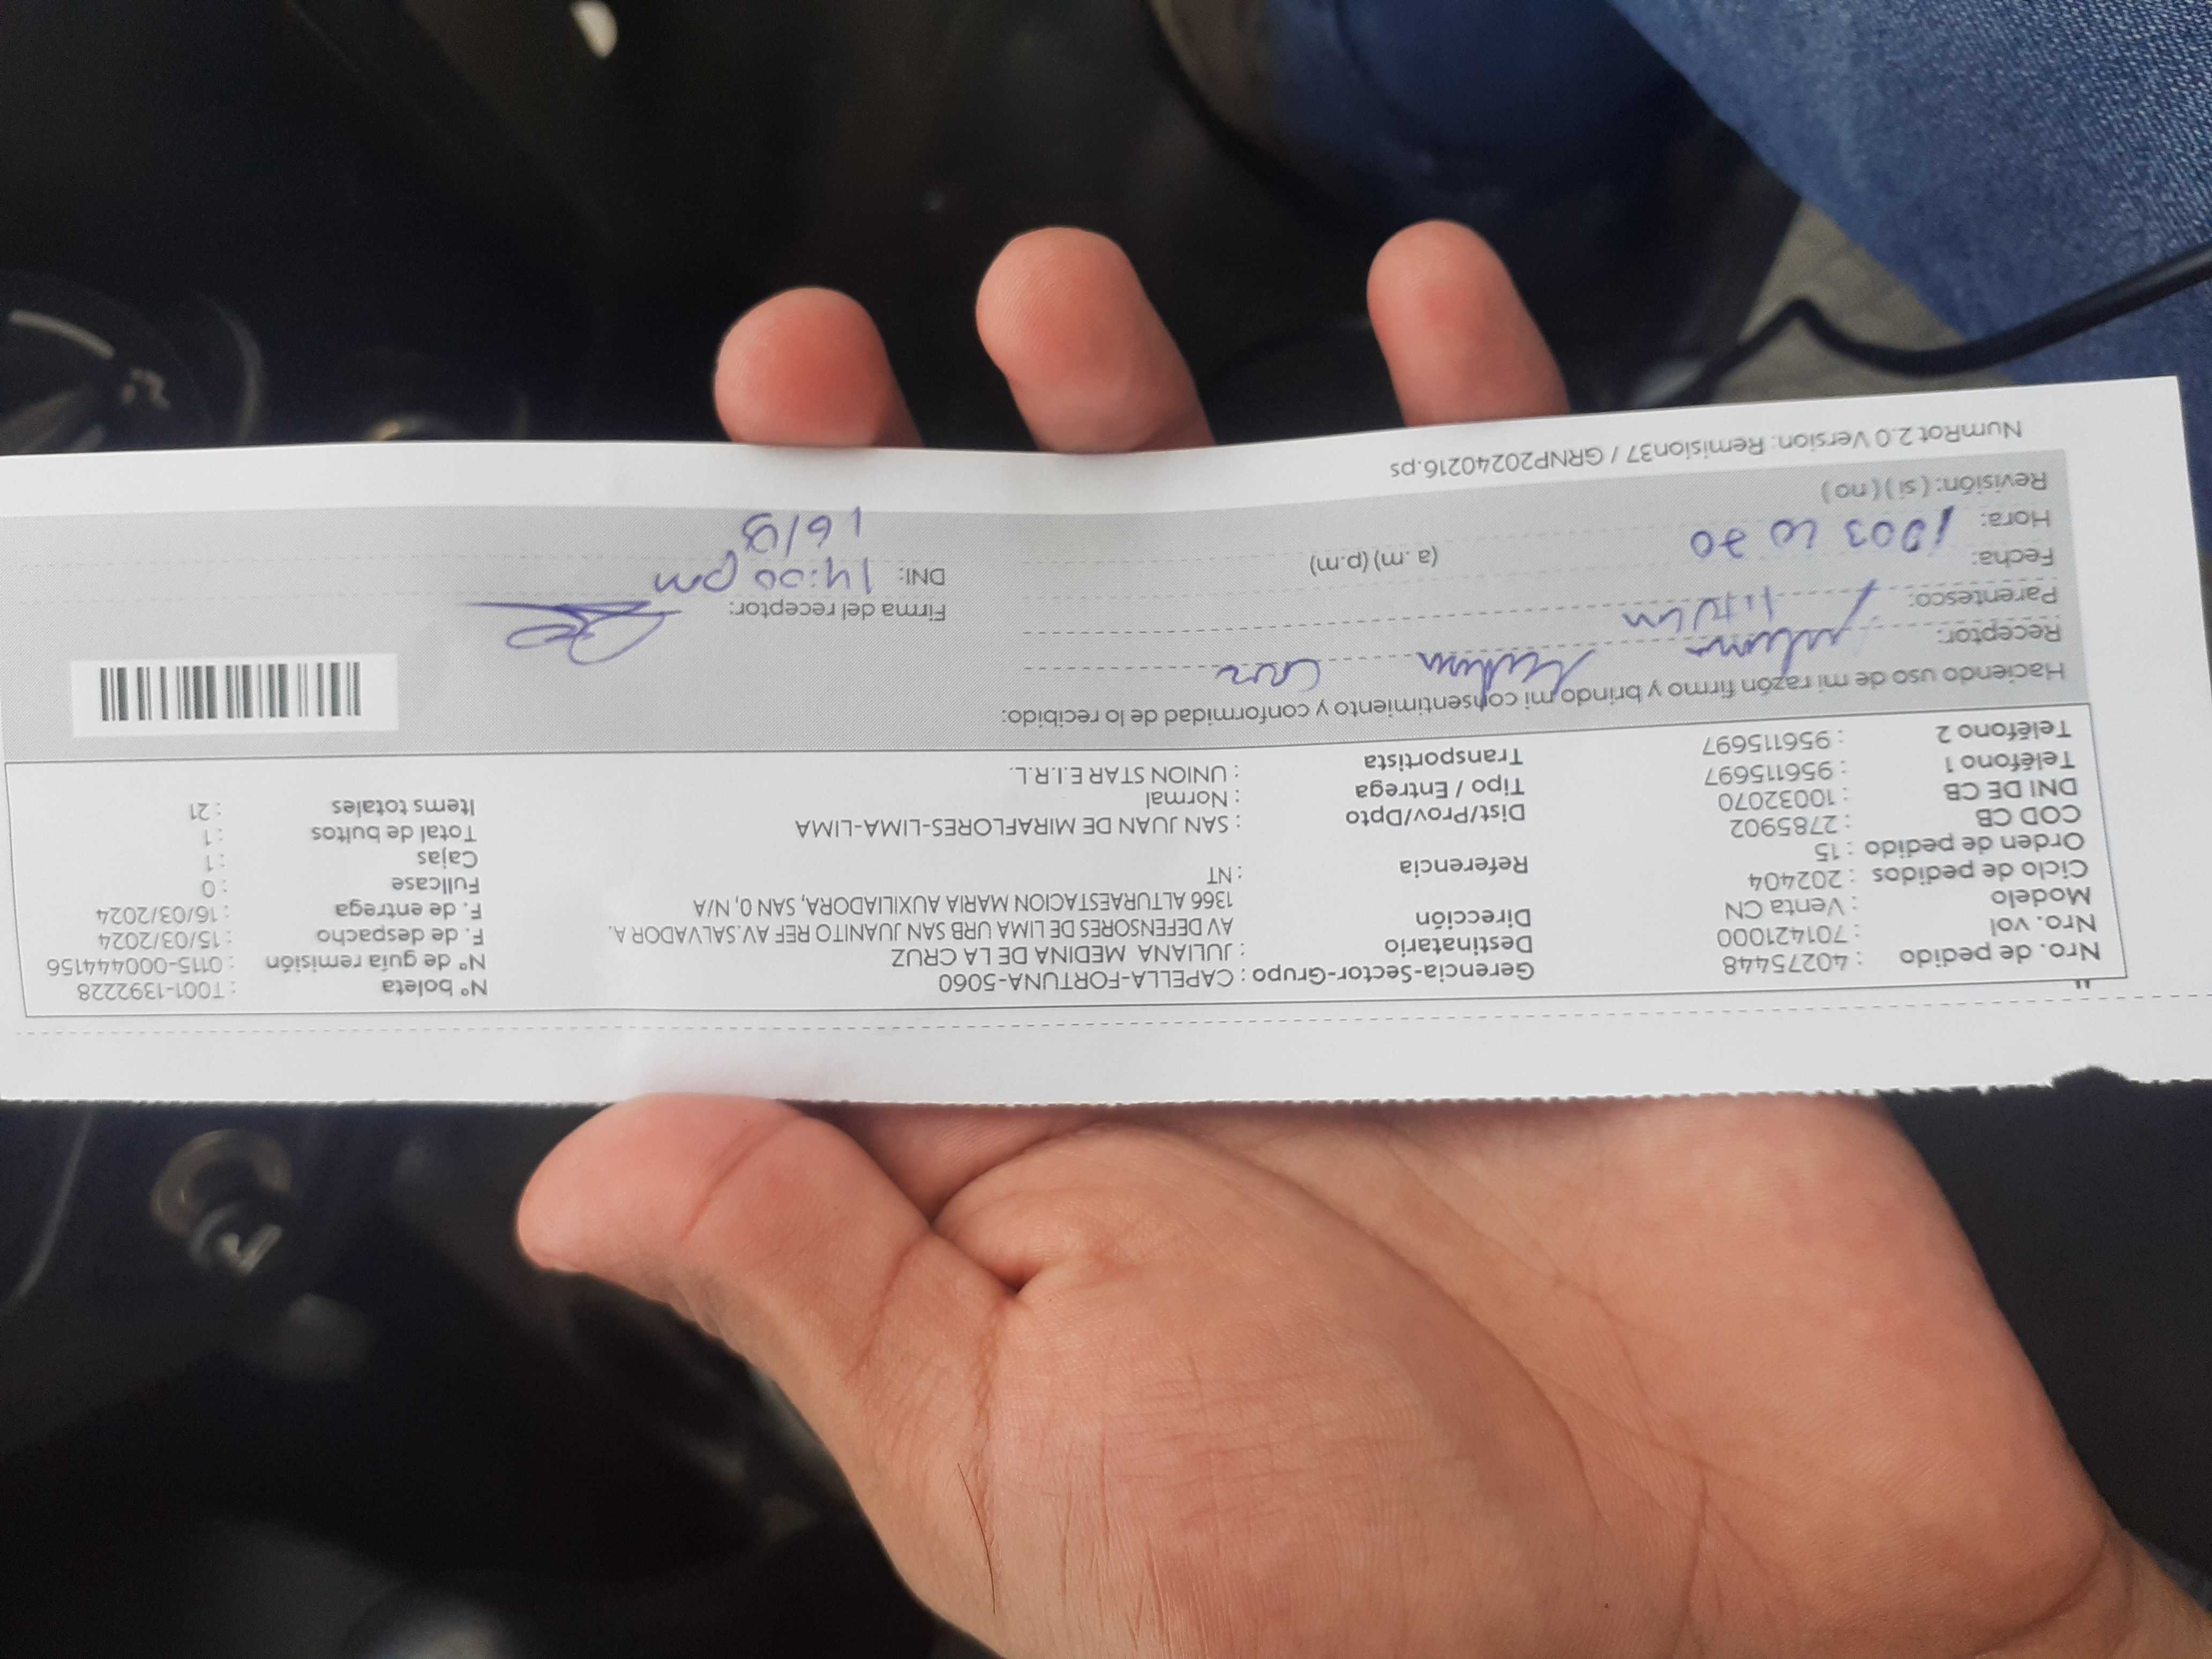 Nro. de pedido : 40275448
Nro. vol : 701421000
Modelo : Venta CN
Ciclo de pedidos : 202404
Orden de pedido : 15
COD CB : 2785902
DNI DE CB : 10032070
Teléfono 1 : 956115697
Teléfono 2 : 956115697
Gerencia-Sector-Grupo : CAPELLA-FORTUNA-5060
Destinatario : JULIANA MEDINA DE LA CRUZ
Dirección AV DEFENSORES DE LIMA URB SAN JUANITO REF AV.SALVADOR A.
1366 ALTURAESTACION MARIA AUXILIADORA, SAN 0, N/A
Referencia : NT
Dist/Prov/Dpto : SAN JUAN DE MIRAFLORES-LIMA-LIMA
Tipo / Entrega : Normal
Transportista : UNION STAR E.I.R.L.
N° boleta : T001-1392228
N° de guía remisión : 0115-000444156
F. de despacho : 15/03/2024
F. de entrega : 16/03/2024
Fullcase : 0
Cajas : 1
Total de bultos : 1
Items totales : 21
Haciendo uso de mi razón firmo y brindo mi consentimiento y conformidad de lo recibido:
Receptor: Juliana Medina Cruz
Parentesco: Titular
Fecha:
Hora: 10032070 (a. m) (p.m)
Revisión: ( si ) ( no )
Firma del receptor:
DNI: 14:00 pm
NumRot 2.0 Version: Remision37 / GRNP20240216.ps